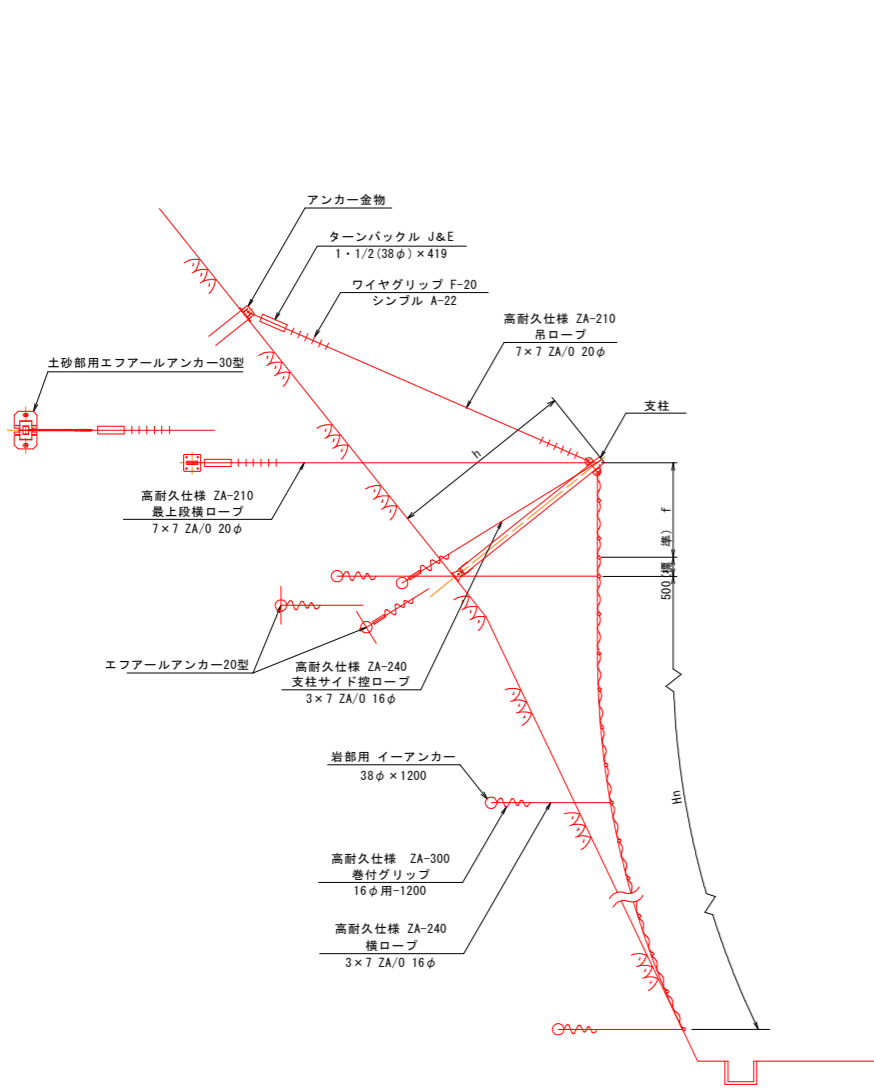 アンカー金物
ターンバックル J&E
1・1/2(38φ)×419
ワイヤグリップ F-20
シンブル A-22
高耐久仕様 ZA-210
吊ロープ
7×7 ZA/O 20φ
土砂部用エフアールアンカー30型
支柱
h
高耐久仕様 ZA-210
最上段横ロープ
7×7 ZA/O 20φ
f
500(標準)
エフアールアンカー20型
高耐久仕様 ZA-240
支柱サイド控ロープ
3×7 ZA/O 16φ
岩部用 イーアンカー
38φ×1200
Hn
高耐久仕様 ZA-300
巻付グリップ
16φ用-1200
高耐久仕様 ZA-240
横ロープ
3×7 ZA/O 16φ